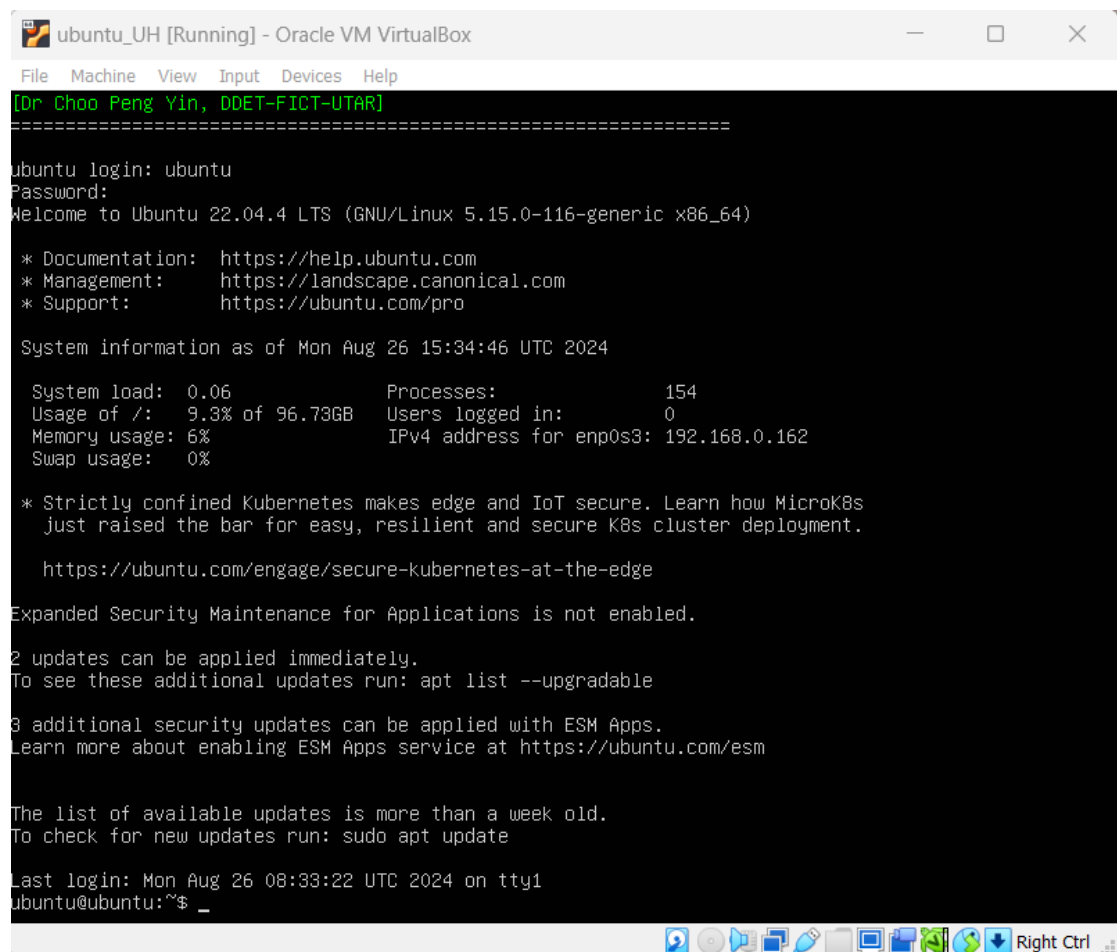 ubuntu_UH [Running] - Oracle VM VirtualBox
File Machine View Input Devices Help
[Dr Choo Peng Yin, DDET-FICT-UTAR]
=================================================================
ubuntu login: ubuntu
Password:
Welcome to Ubuntu 22.04.4 LTS (GNU/Linux 5.15.0-116-generic x86_64)
* Documentation: https://help.ubuntu.com
* Management: https://landscape.canonical.com
* Support: https://ubuntu.com/pro
System information as of Mon Aug 26 15:34:46 UTC 2024
System load: 0.06 Processes: 154
Usage of /: 9.3% of 96.73GB Users logged in: 0
Memory usage: 6% IPv4 address for enp0s3: 192.168.0.162
Swap usage: 0%
* Strictly confined Kubernetes makes edge and IoT secure. Learn how MicroK8s
just raised the bar for easy, resilient and secure K8s cluster deployment.
https://ubuntu.com/engage/secure-kubernetes-at-the-edge
Expanded Security Maintenance for Applications is not enabled.
2 updates can be applied immediately.
To see these additional updates run: apt list --upgradable
3 additional security updates can be applied with ESM Apps.
Learn more about enabling ESM Apps service at https://ubuntu.com/esm
The list of available updates is more than a week old.
To check for new updates run: sudo apt update
Last login: Mon Aug 26 08:33:22 UTC 2024 on tty1
ubuntu@ubuntu:~$ _
Right Ctrl